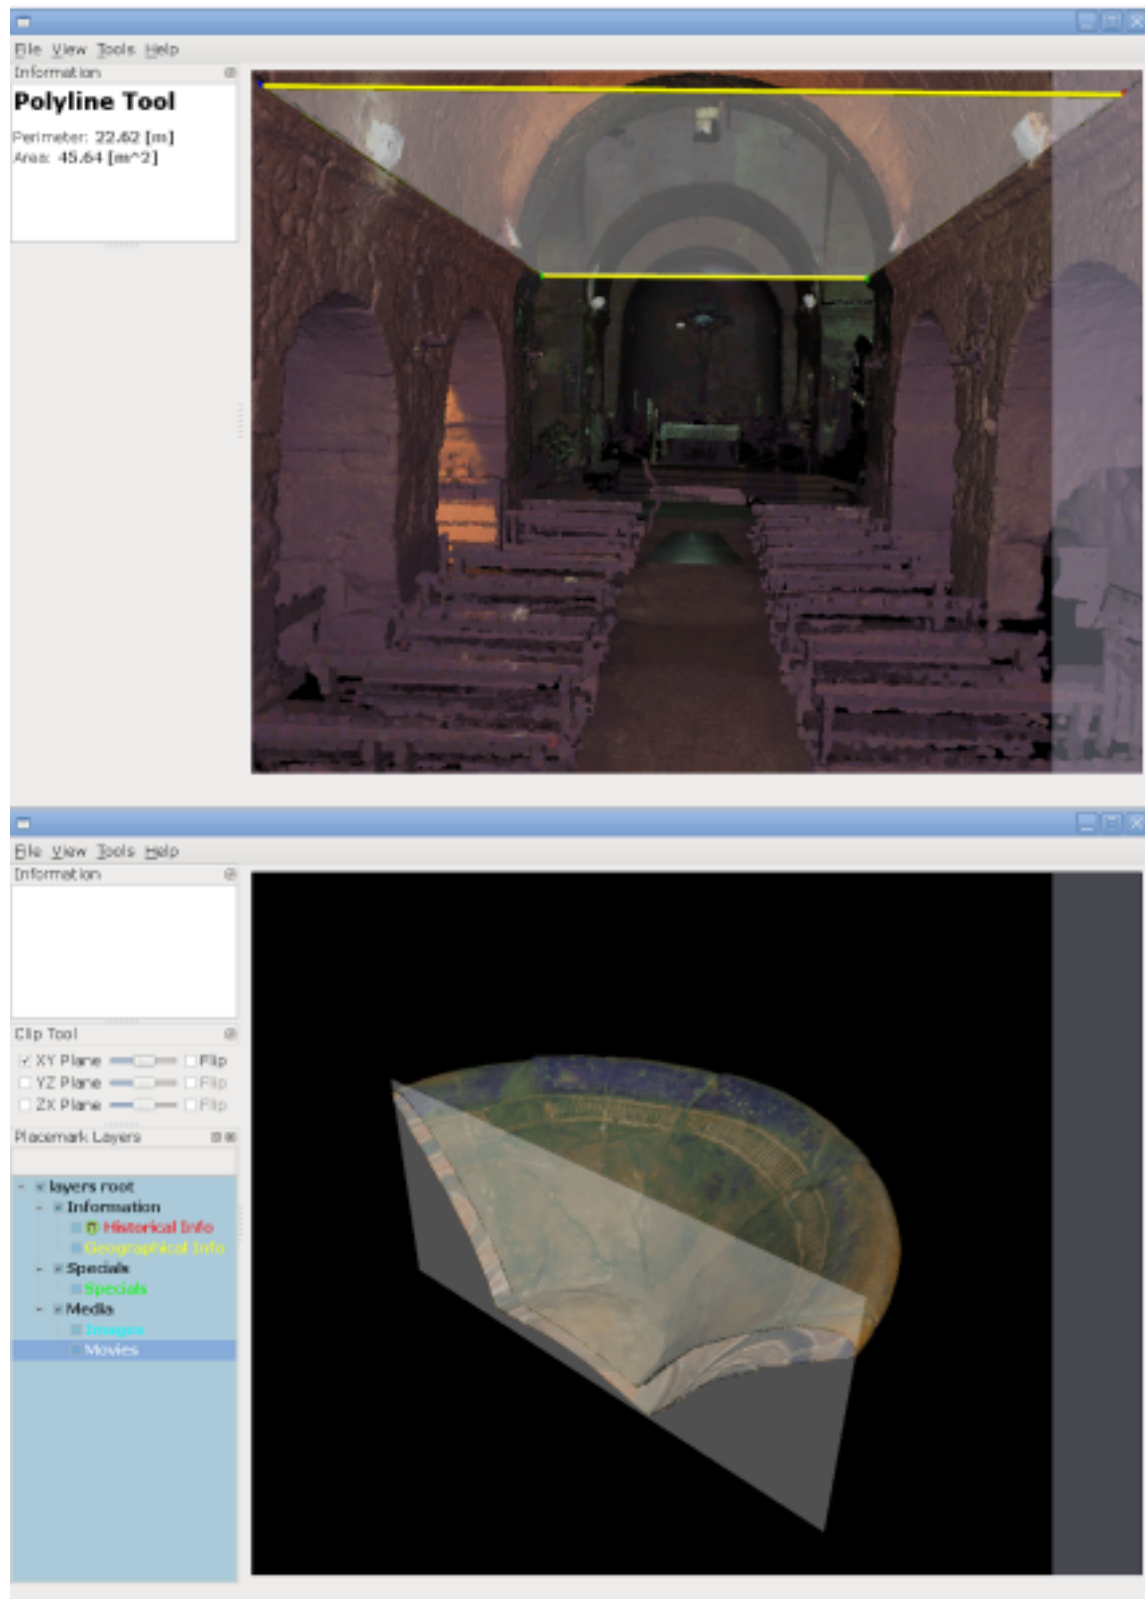 File View Tools Help
Information
Polyline Tool
Perimeter: 22.62 [m]
Area: 45.64 [m^2]
File View Tools Help
Information
Clip Tool
XY Plane Flip
YZ Plane Flip
ZX Plane Flip
Placemark Layers
layers root
Information
Historical Info
Geographical Info
Specials
Specials
Media
Images
Movies